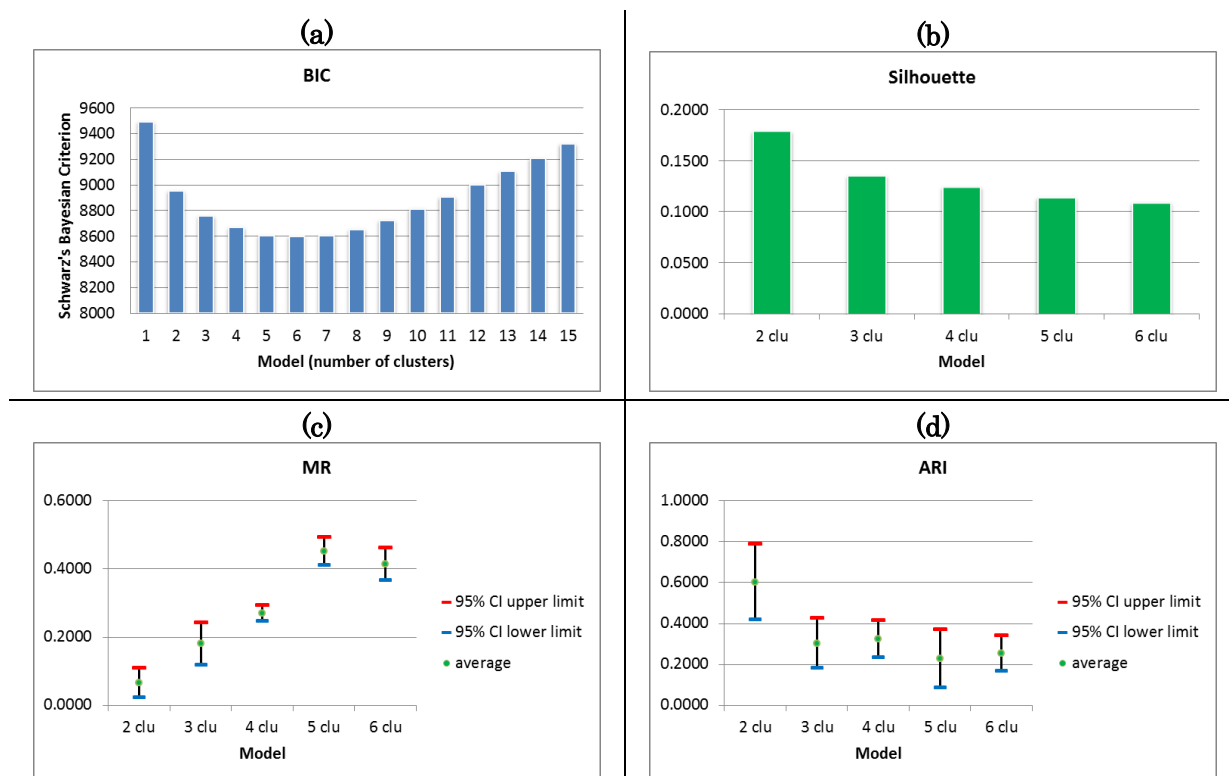 (a)
BIC
Schwarz's Bayesian Criterion
9600
9400
9200
9000
8800
8600
8400
8200
8000
1 2 3 4 5 6 7 8 9 10 11 12 13 14 15
Model (number of clusters)
(b)
Silhouette
0.2000
0.1500
0.1000
0.0500
0.0000
2 clu 3 clu 4 clu 5 clu 6 clu
Model
(c)
MR
0.6000
0.4000
0.2000
0.0000
2 clu 3 clu 4 clu 5 clu 6 clu
Model
95% CI upper limit
95% CI lower limit
average
(d)
ARI
1.0000
0.8000
0.6000
0.4000
0.2000
0.0000
2 clu 3 clu 4 clu 5 clu 6 clu
Model
95% CI upper limit
95% CI lower limit
average